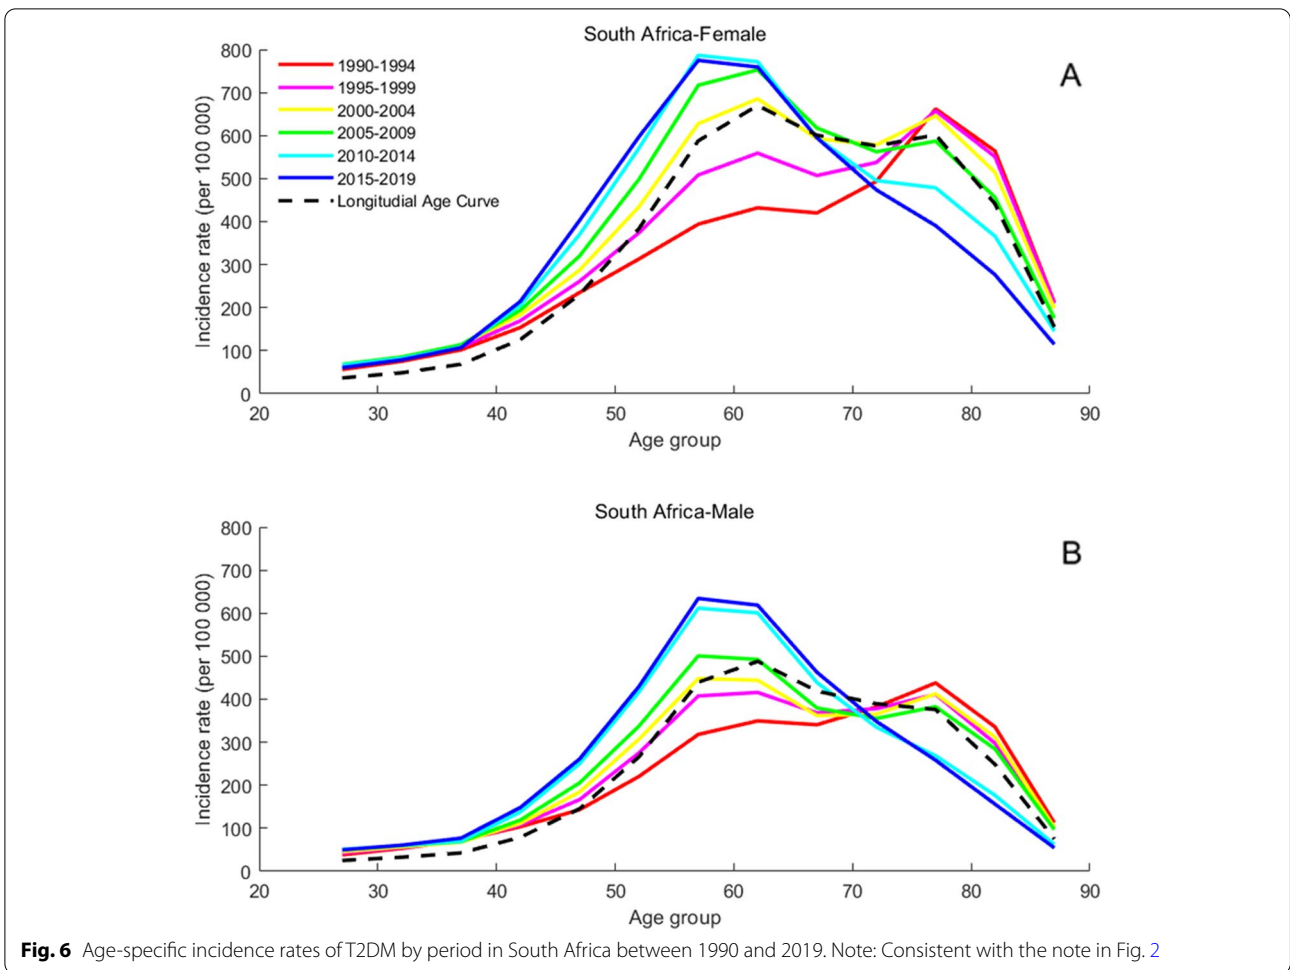 South Africa-Female
A
800
700
600
500
400
300
200
100
0
Incidence rate (per 100 000)
1990-1994
1995-1999
2000-2004
2005-2009
2010-2014
2015-2019
Longitudial Age Curve
20 30 40 50 60 70 80 90
Age group
South Africa-Male
B
800
700
600
500
400
300
200
100
0
Incidence rate (per 100 000)
20 30 40 50 60 70 80 90
Age group
Fig. 6 Age-specific incidence rates of T2DM by period in South Africa between 1990 and 2019. Note: Consistent with the note in Fig. 2